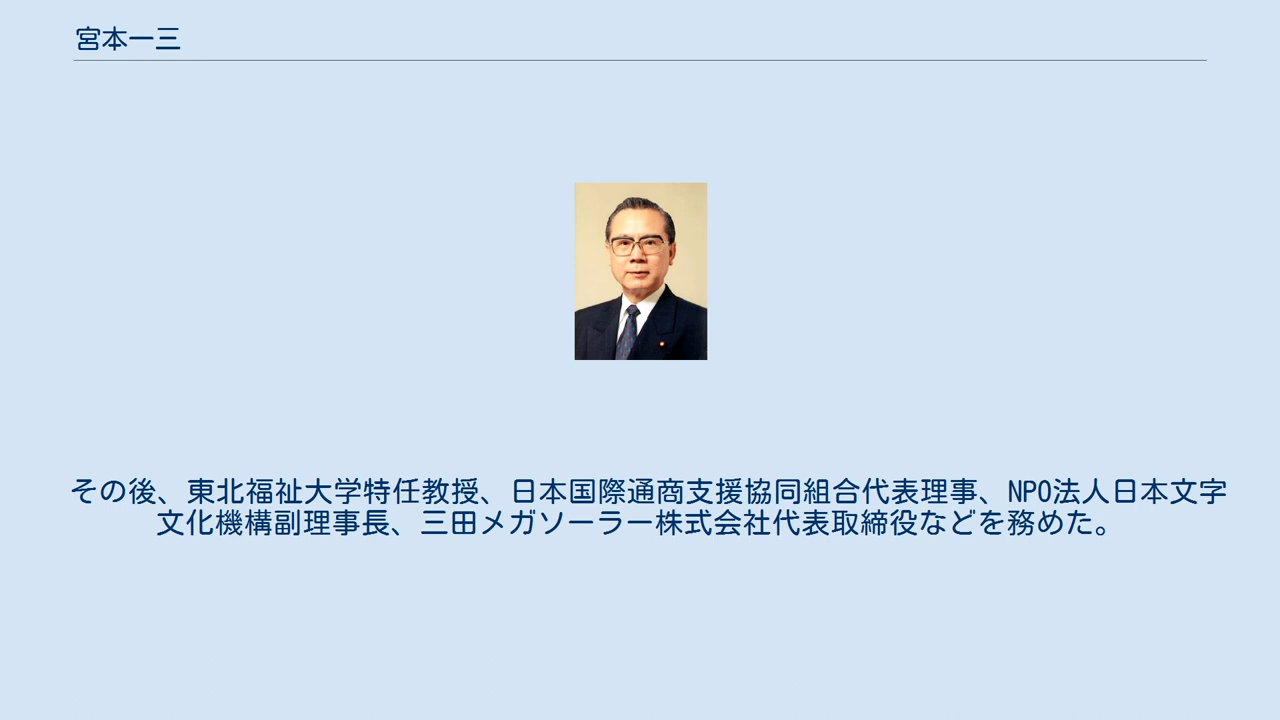 宮本一三
その後、東北福祉大学特任教授、日本国際通商支援協同組合代表理事、NPO法人日本文字
文化機構副理事長、三田メガソーラー株式会社代表取締役などを務めた。